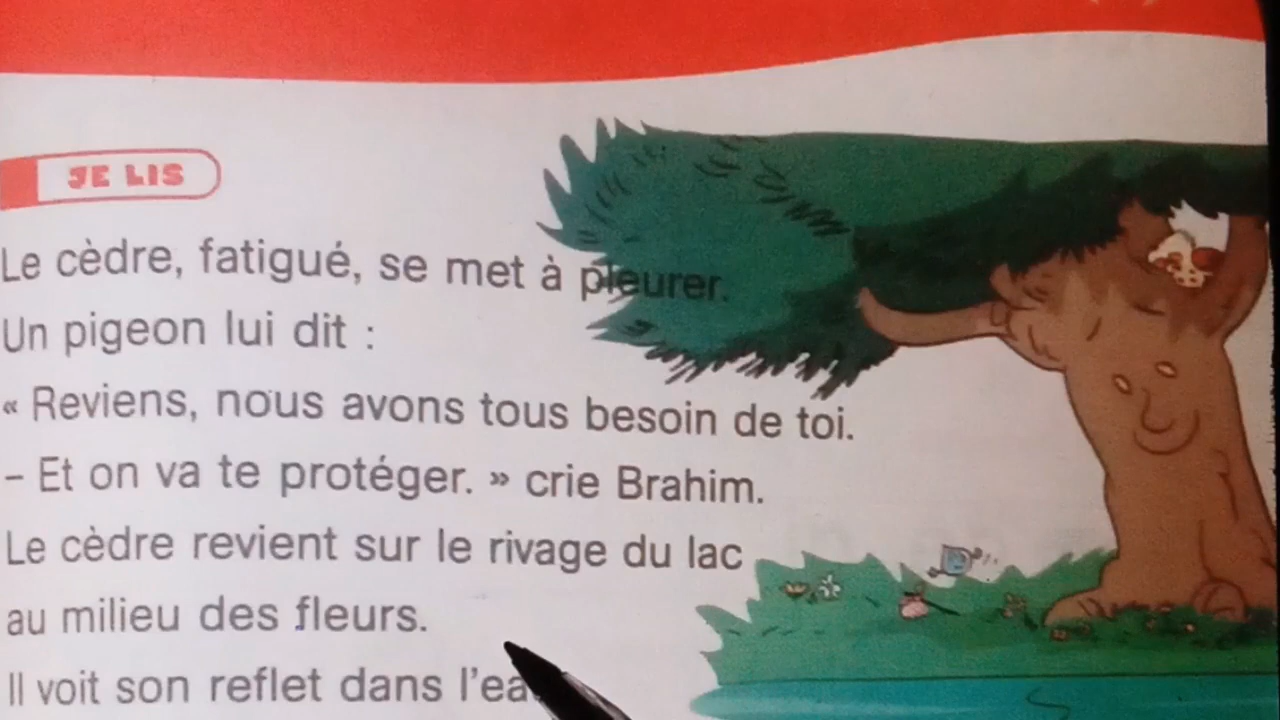 JE LIS
Le cèdre, fatigué, se met à pleurer.
Un pigeon lui dit :
« Reviens, nous avons tous besoin de toi.
– Et on va te protéger. » crie Brahim.
Le cèdre revient sur le rivage du lac
au milieu des fleurs.
Il voit son reflet dans